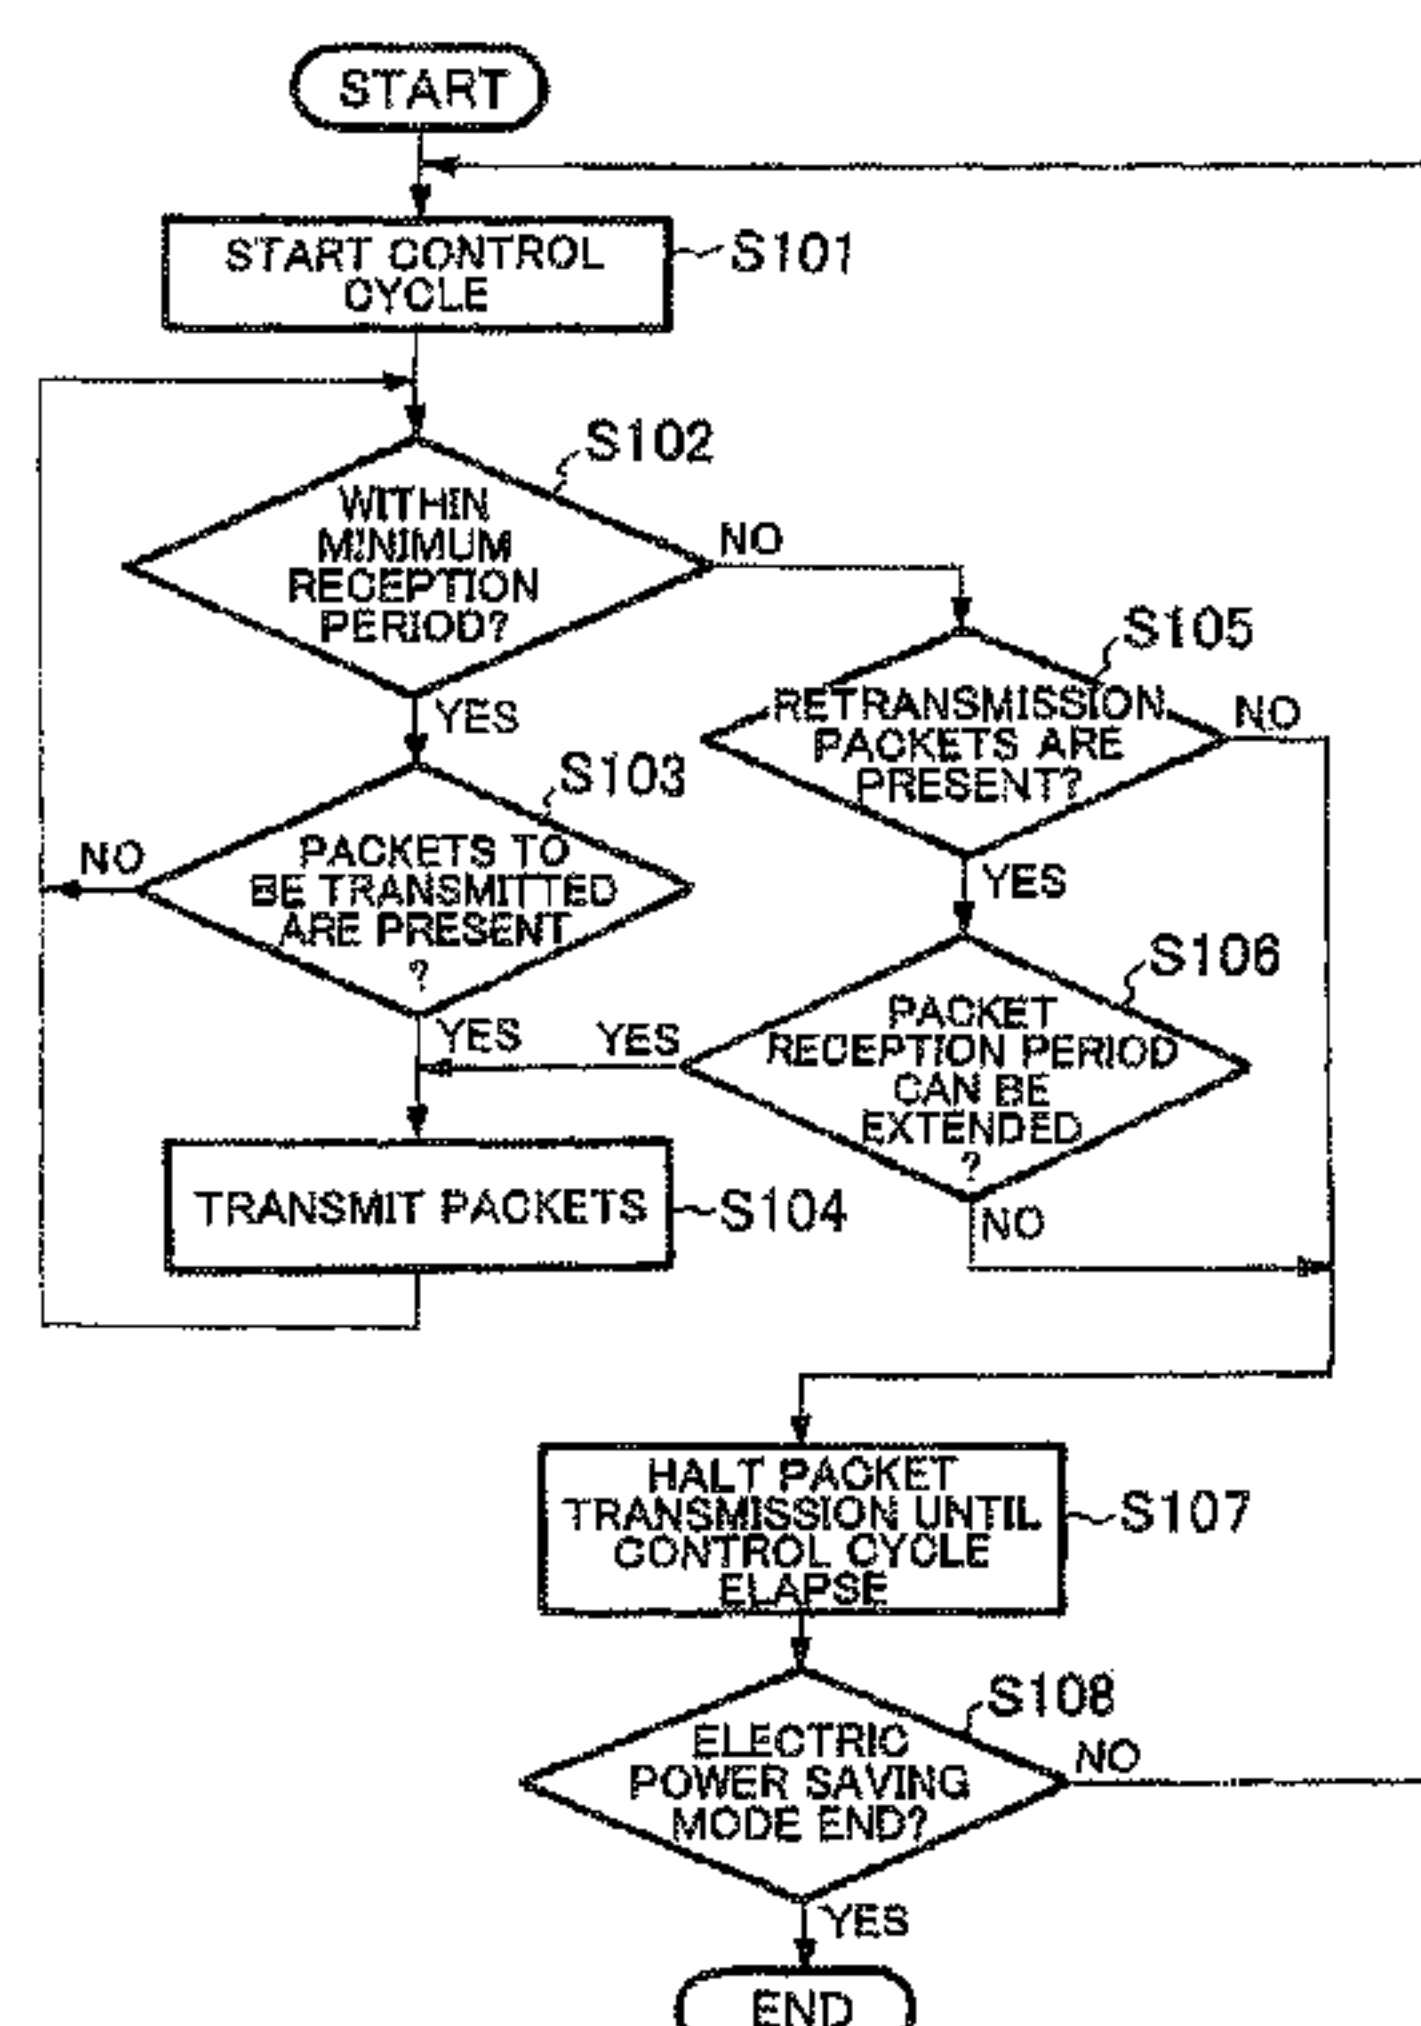 START
START CONTROL
CYCLE
S101
S102
WITHIN
MINIMUM
RECEPTION
PERIOD?
NO
YES
S105
RETRANSMISSION
PACKETS ARE
PRESENT?
NO
YES
S103
PACKETS TO
BE TRANSMITTED
ARE PRESENT
?
NO
YES
S106
PACKET
RECEPTION PERIOD
CAN BE
EXTENDED
?
YES
NO
TRANSMIT PACKETS
S104
HALT PACKET
TRANSMISSION UNTIL
CONTROL CYCLE
ELAPSE
S107
S108
ELECTRIC
POWER SAVING
MODE END?
NO
YES
END